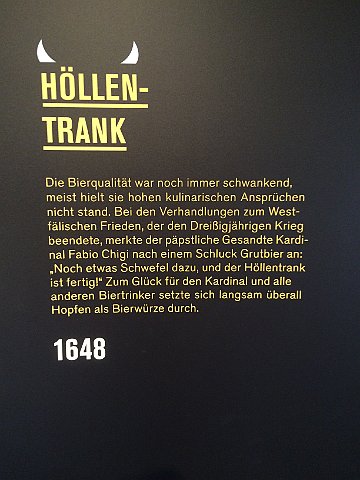 HÖLLEN-
TRANK
Die Bierqualität war noch immer schwankend,
meist hielt sie hohen kulinarischen Ansprüchen
nicht stand. Bei den Verhandlungen zum West-
fälischen Frieden, der den Dreißigjährigen Krieg
beendete, merkte der päpstliche Gesandte Kardi-
nal Fabio Chigi nach einem Schluck Grutbier an:
„Noch etwas Schwefel dazu, und der Höllentrank
ist fertig!“ Zum Glück für den Kardinal und alle
anderen Biertrinker setzte sich langsam überall
Hopfen als Bierwürze durch.
1648